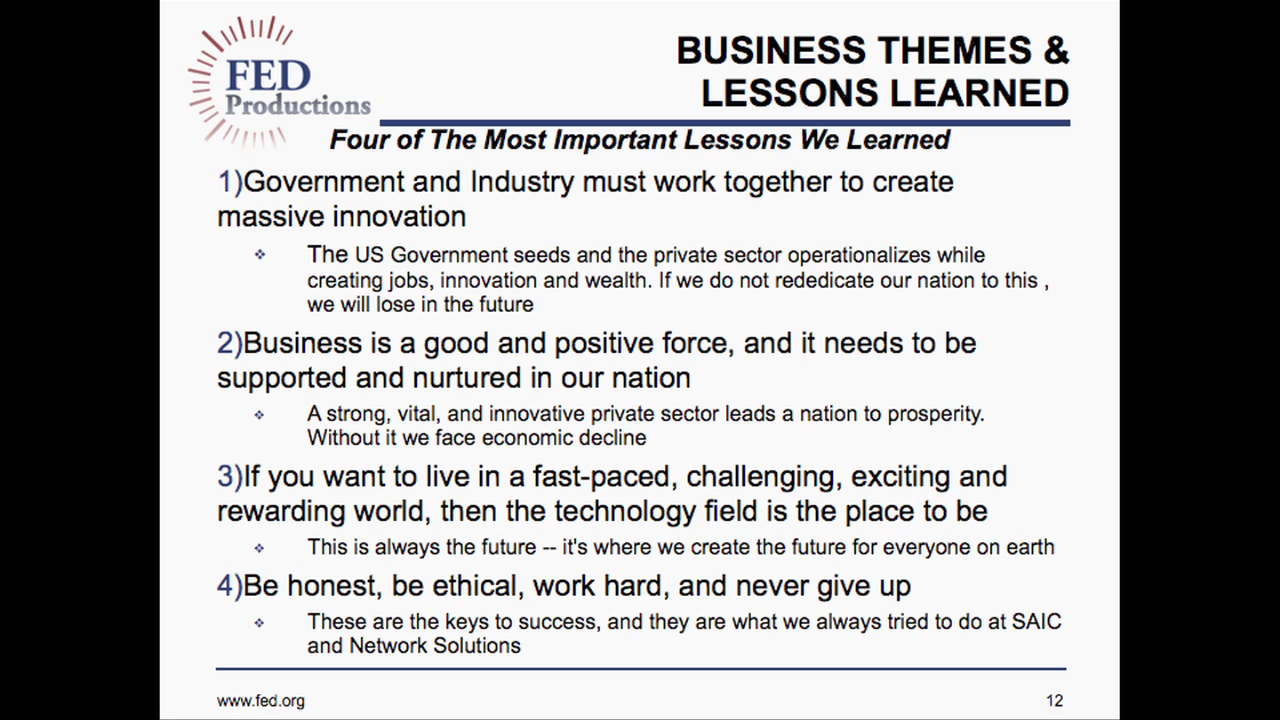 FED
Productions
BUSINESS THEMES &
LESSONS LEARNED
Four of The Most Important Lessons We Learned
1)Government and Industry must work together to create
massive innovation
❖ The US Government seeds and the private sector operationalizes while
creating jobs, innovation and wealth. If we do not rededicate our nation to this ,
we will lose in the future
2)Business is a good and positive force, and it needs to be
supported and nurtured in our nation
❖ A strong, vital, and innovative private sector leads a nation to prosperity.
Without it we face economic decline
3)If you want to live in a fast-paced, challenging, exciting and
rewarding world, then the technology field is the place to be
❖ This is always the future -- it's where we create the future for everyone on earth
4)Be honest, be ethical, work hard, and never give up
❖ These are the keys to success, and they are what we always tried to do at SAIC
and Network Solutions
www.fed.org
12